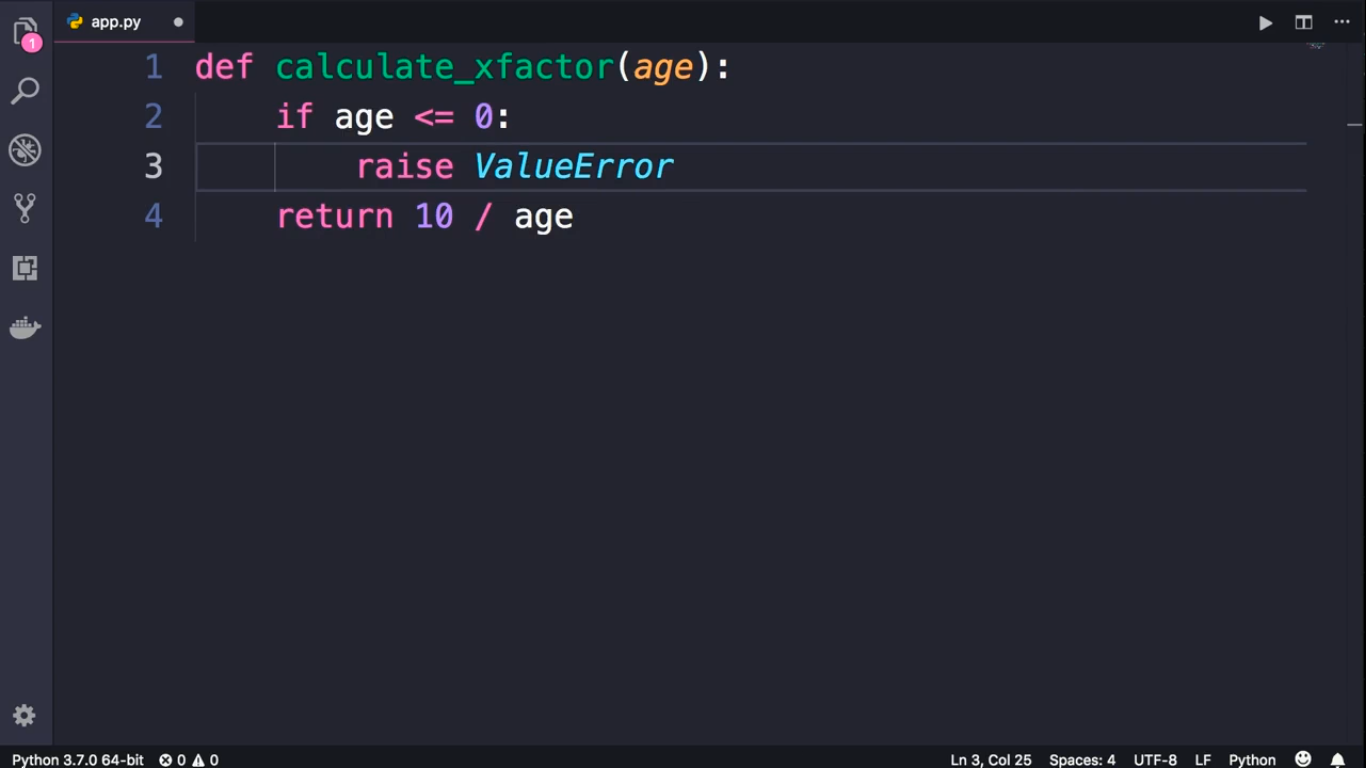 app.py
1
1 def calculate_xfactor(age):
2 if age <= 0:
3 raise ValueError
4 return 10 / age
Python 3.7.0 64-bit 0 0 Ln 3, Col 25 Spaces: 4 UTF-8 LF Python